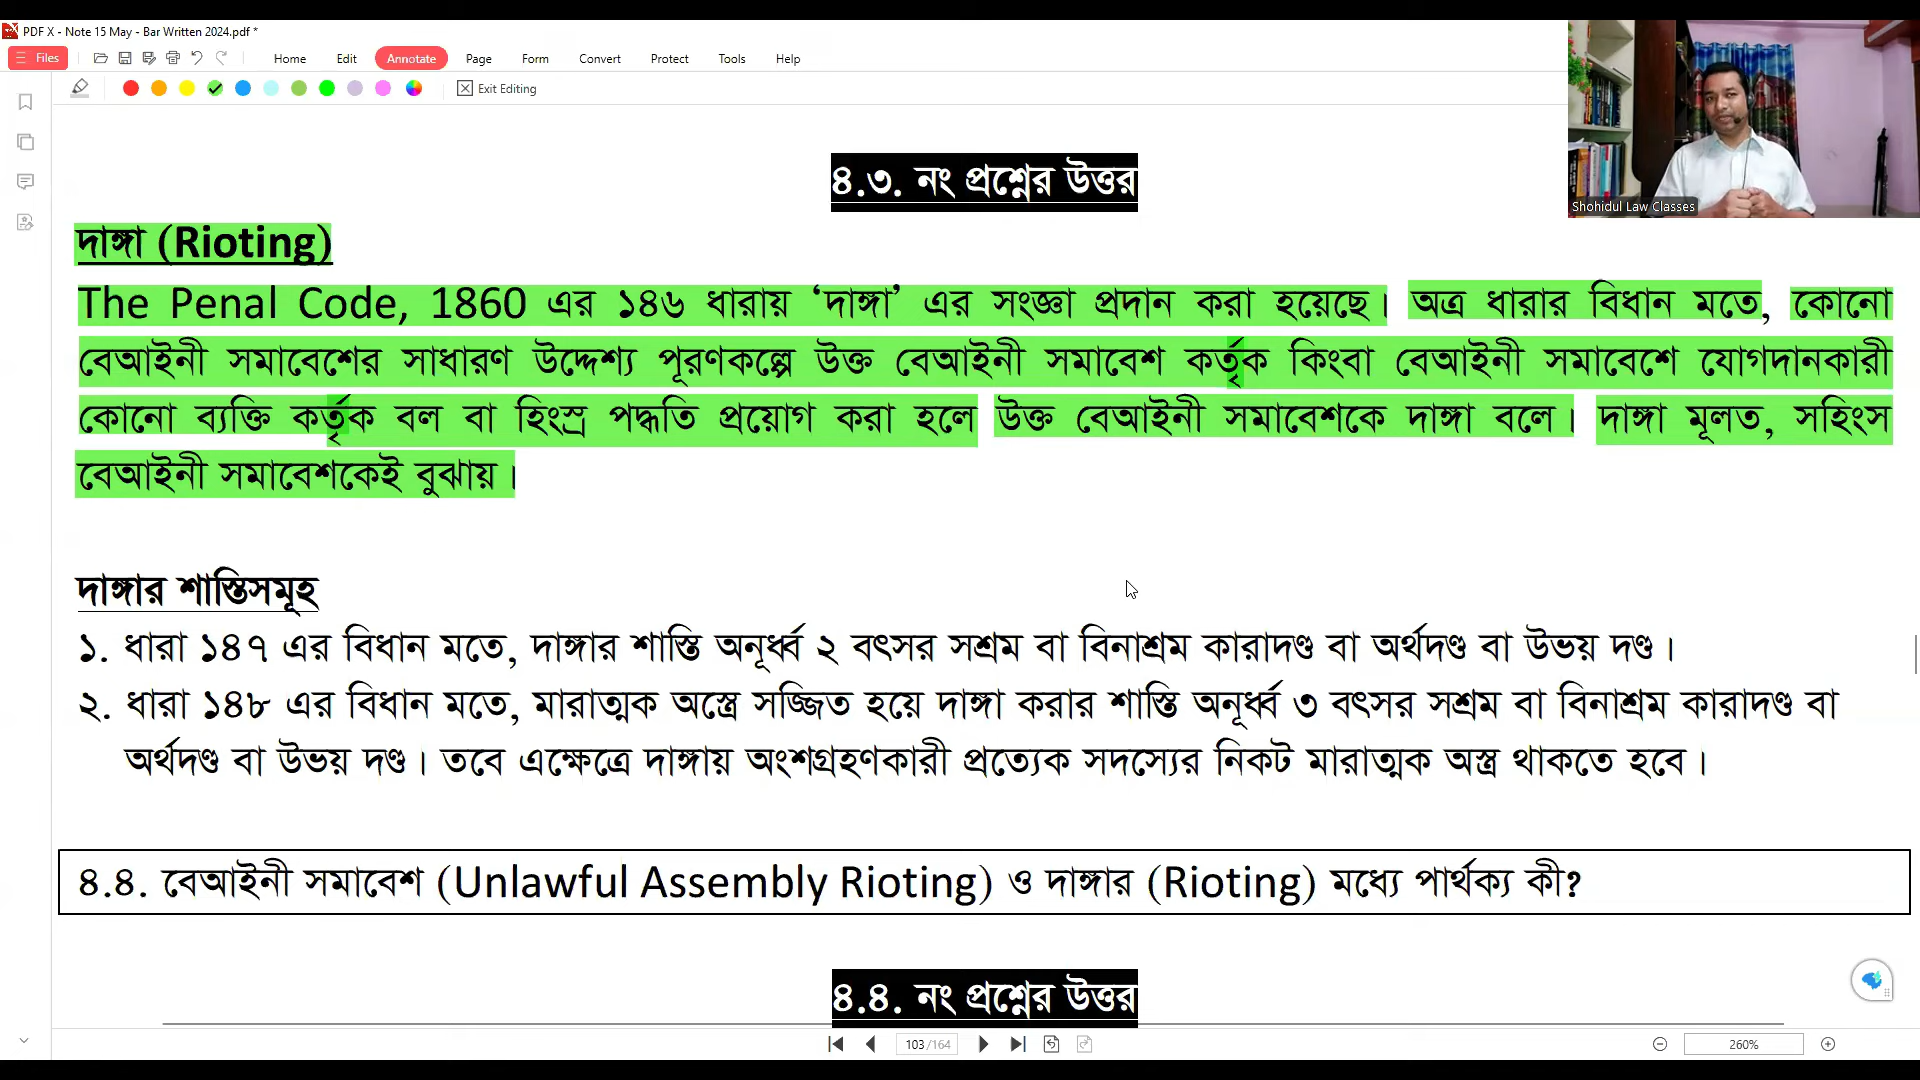 PDF X - Note 15 May - Bar Written 2024.pdf *
Files Home Edit Annotate Page Form Convert Protect Tools Help
Exit Editing
Shohidul Law Classes
৪.৩. নং প্রশ্নের উত্তর
দাঙ্গা (Rioting)
The Penal Code, 1860 এর ১৪৬ ধারায় ‘দাঙ্গা’ এর সংজ্ঞা প্রদান করা হয়েছে। অত্র ধারার বিধান মতে, কোনো
বেআইনী সমাবেশের সাধারণ উদ্দেশ্য পূরণকল্পে উক্ত বেআইনী সমাবেশ কর্তৃক কিংবা বেআইনী সমাবেশে যোগদানকারী
কোনো ব্যক্তি কর্তৃক বল বা হিংস্র পদ্ধতি প্রয়োগ করা হলে উক্ত বেআইনী সমাবেশকে দাঙ্গা বলে। দাঙ্গা মূলত, সহিংস
বেআইনী সমাবেশকেই বুঝায়।
দাঙ্গার শাস্তিসমূহ
১. ধারা ১৪৭ এর বিধান মতে, দাঙ্গার শাস্তি অনূর্ধ্ব ২ বৎসর সশ্রম বা বিনাশ্রম কারাদণ্ড বা অর্থদণ্ড বা উভয় দণ্ড।
২. ধারা ১৪৮ এর বিধান মতে, মারাত্মক অস্ত্রে সজ্জিত হয়ে দাঙ্গা করার শাস্তি অনূর্ধ্ব ৩ বৎসর সশ্রম বা বিনাশ্রম কারাদণ্ড বা
অর্থদণ্ড বা উভয় দণ্ড। তবে এক্ষেত্রে দাঙ্গায় অংশগ্রহণকারী প্রত্যেক সদস্যের নিকট মারাত্মক অস্ত্র থাকতে হবে।
৪.৪. বেআইনী সমাবেশ (Unlawful Assembly Rioting) ও দাঙ্গার (Rioting) মধ্যে পার্থক্য কী?
৪.৪. নং প্রশ্নের উত্তর
103 /164 260%